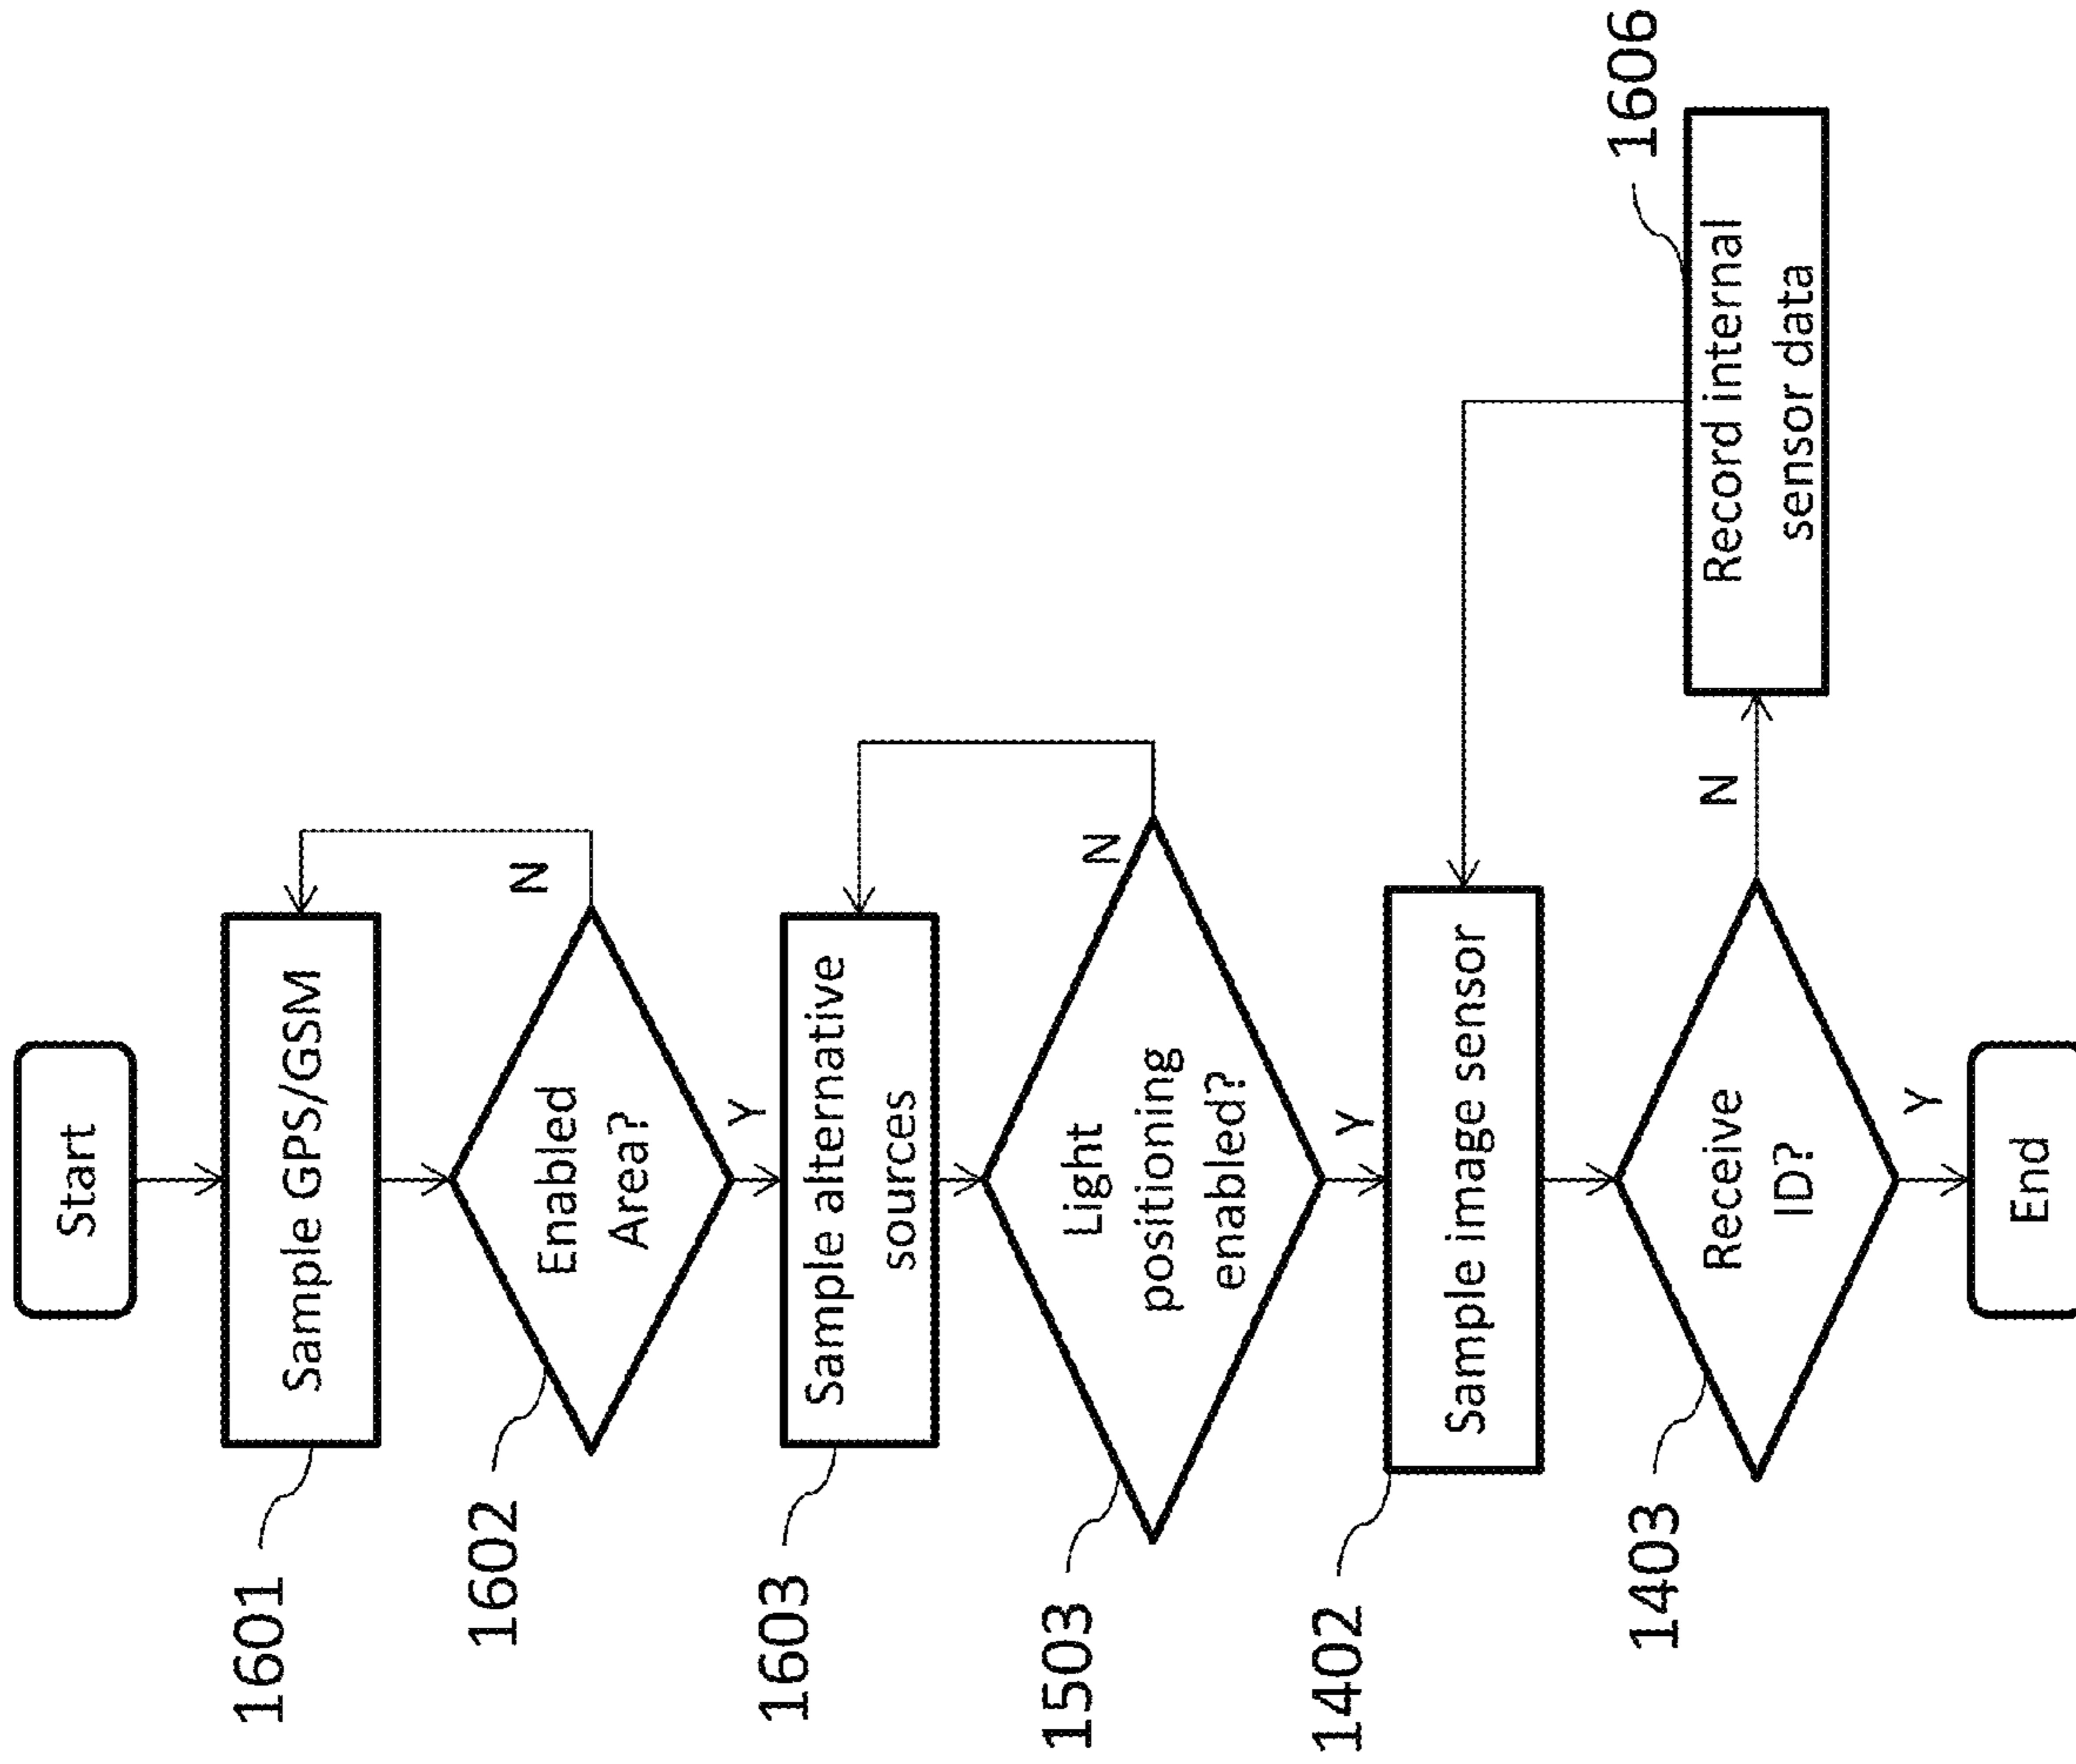 Start
1601
Sample GPS/GSM
1602
Enabled
Area?
N
Y
1603
Sample alternative
sources
1503
Light
positioning
enabled?
N
Y
1402
Sample image sensor
1403
Receive
ID?
N
1606
Record internal
sensor data
Y
End